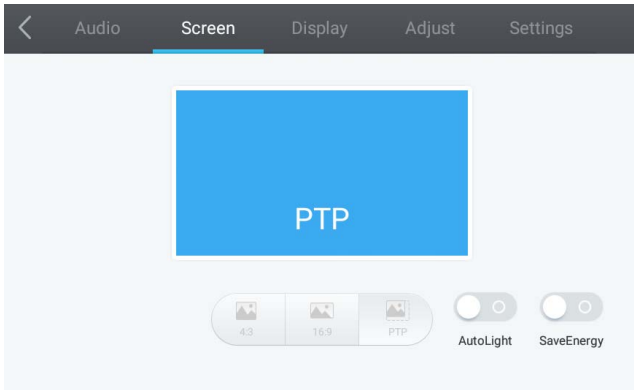 Audio Screen Display Adjust Settings
PTP
4:3 16:9 PTP
AutoLight SaveEnergy